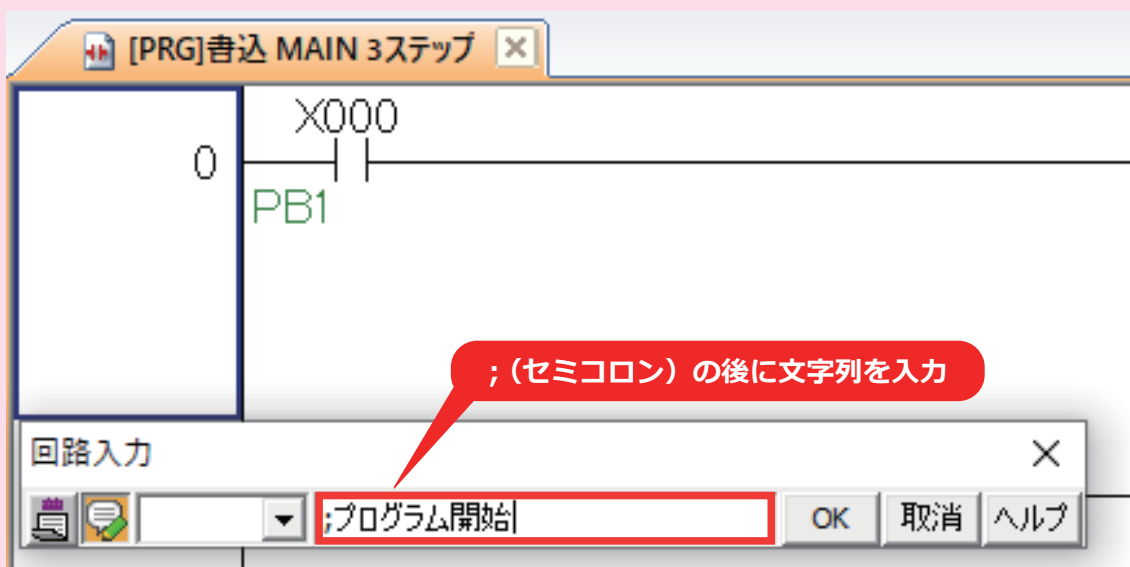 [PRG]書込 MAIN 3ステップ
X000
0
PB1
;（セミコロン）の後に文字列を入力
回路入力
;プログラム開始
OK
取消
ヘルプ